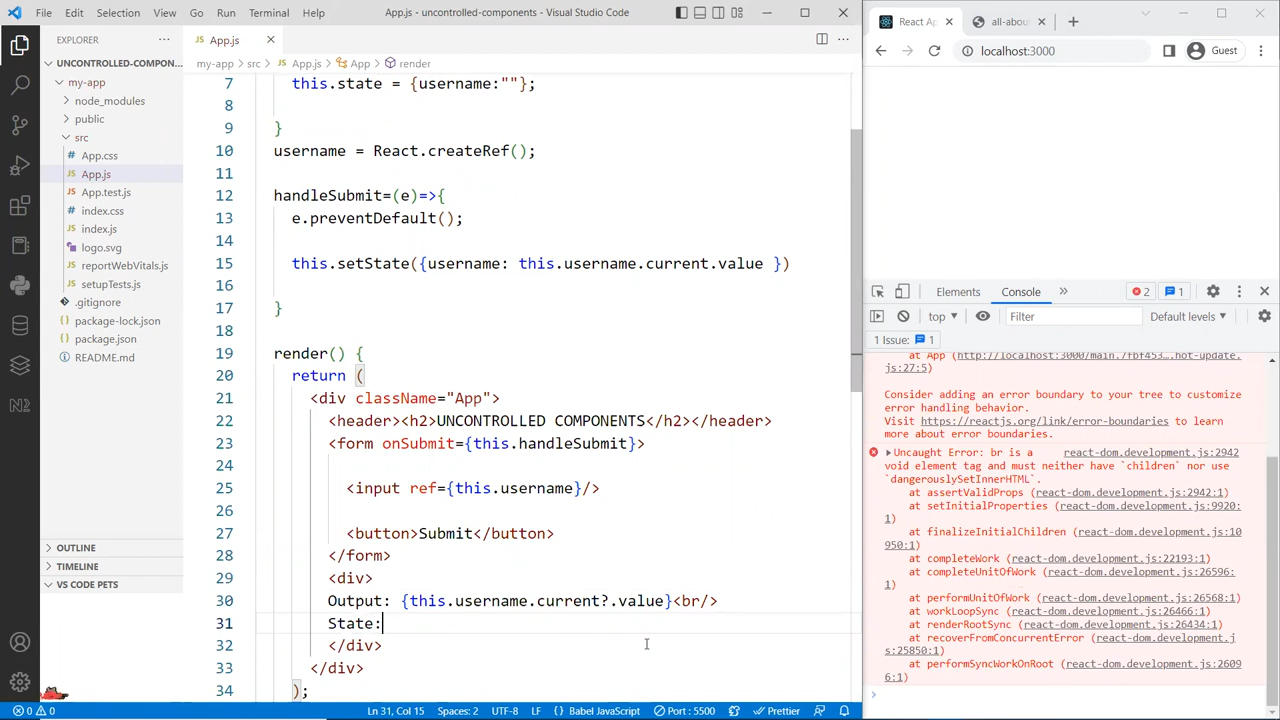 File Edit Selection View Go Run Terminal Help App.js - uncontrolled-components - Visual Studio Code
EXPLORER
UNCONTROLLED-COMPON...
my-app
node_modules
public
src
App.css
App.js
App.test.js
index.css
index.js
logo.svg
reportWebVitals.js
setupTests.js
.gitignore
package-lock.json
package.json
README.md
OUTLINE
TIMELINE
VS CODE PETS
App.js
my-app > src > App.js > App > render
7 this.state = {username:""};
8
9 }
10 username = React.createRef();
11
12 handleSubmit=(e)=>{
13 e.preventDefault();
14
15 this.setState({username: this.username.current.value })
16
17 }
18
19 render() {
20 return (
21 <div className="App">
22 <header><h2>UNCONTROLLED COMPONENTS</h2></header>
23 <form onSubmit={this.handleSubmit}>
24
25 <input ref={this.username}/>
26
27 <button>Submit</button>
28 </form>
29 <div>
30 Output: {this.username.current?.value}<br/>
31 State:
32 </div>
33 </div>
34 );
0 0 Ln 31, Col 15 Spaces: 2 UTF-8 LF {} Babel JavaScript Port : 5500 Prettier
React Ap all-abou
localhost:3000 Guest
Elements Console 2 1
top Filter Default levels
1 Issue: 1
at App (http://localhost:3000/main.7fbf453….hot-update.
js:27:5)
Consider adding an error boundary to your tree to customize
error handling behavior.
Visit https://reactjs.org/link/error-boundaries to learn
more about error boundaries.
Uncaught Error: br is a react-dom.development.js:2942
void element tag and must neither have `children` nor use
`dangerouslySetInnerHTML`.
at assertValidProps (react-dom.development.js:2942:1)
at setInitialProperties (react-dom.development.js:9920:
1)
at finalizeInitialChildren (react-dom.development.js:10
950:1)
at completeWork (react-dom.development.js:22193:1)
at completeUnitOfWork (react-dom.development.js:26596:
1)
at performUnitOfWork (react-dom.development.js:26568:1)
at workLoopSync (react-dom.development.js:26466:1)
at renderRootSync (react-dom.development.js:26434:1)
at recoverFromConcurrentError (react-dom.development.j
s:25850:1)
at performSyncWorkOnRoot (react-dom.development.js:2609
6:1)